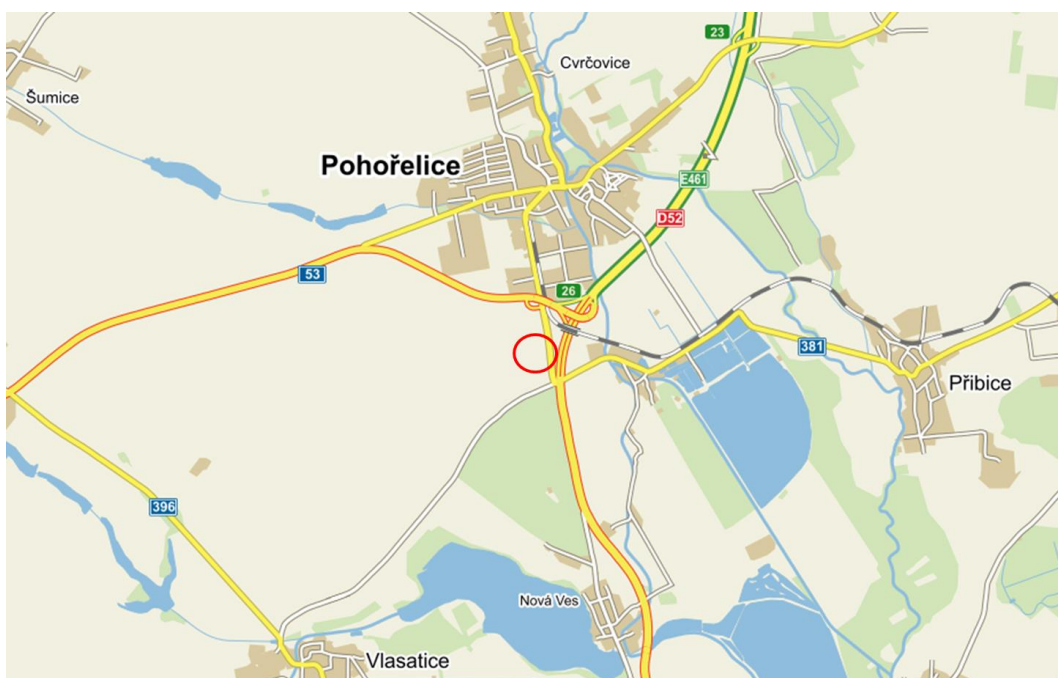 23
Cvrčovice
Šumice
Pohořelice
E461
D52
53
26
381
Přibice
396
Nová Ves
Vlasatice